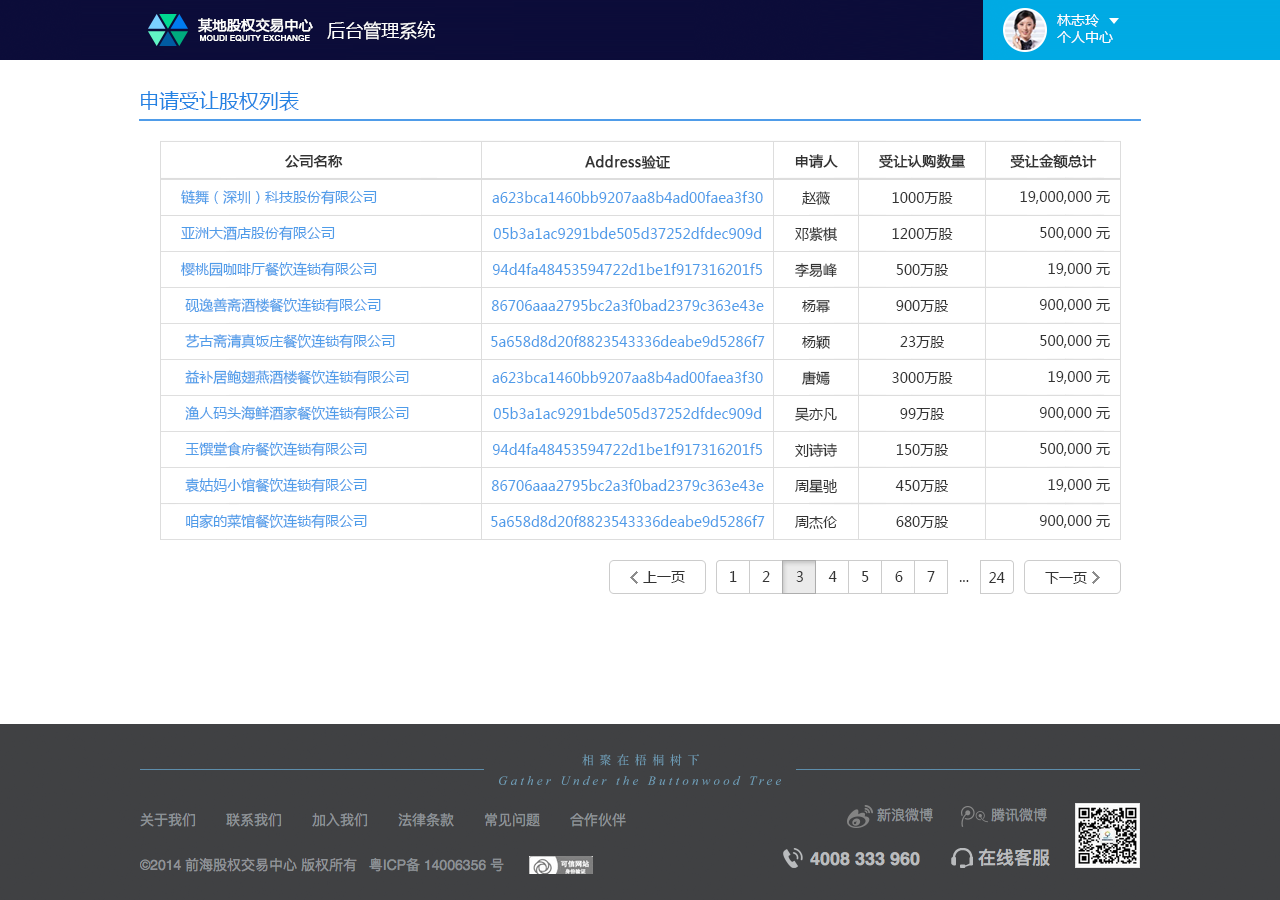 某地股权交易中心
MOUDI EQUITY EXCHANGE
后台管理系统
林志玲
个人中心
申请受让股权列表
公司名称 Address验证 申请人 受让认购数量 受让金额总计
链舞（深圳）科技股份有限公司 a623bca1460bb9207aa8b4ad00faea3f30 赵薇 1000万股 19,000,000 元
亚洲大酒店股份有限公司 05b3a1ac9291bde505d37252dfdec909d 邓紫棋 1200万股 500,000 元
樱桃园咖啡厅餐饮连锁有限公司 94d4fa48453594722d1be1f917316201f5 李易峰 500万股 19,000 元
砚逸善斋酒楼餐饮连锁有限公司 86706aaa2795bc2a3f0bad2379c363e43e 杨幂 900万股 900,000 元
艺古斋清真饭庄餐饮连锁有限公司 5a658d8d20f8823543336deabe9d5286f7 杨颖 23万股 500,000 元
益补居鲍翅燕酒楼餐饮连锁有限公司 a623bca1460bb9207aa8b4ad00faea3f30 唐嫣 3000万股 19,000 元
渔人码头海鲜酒家餐饮连锁有限公司 05b3a1ac9291bde505d37252dfdec909d 吴亦凡 99万股 900,000 元
玉馔堂食府餐饮连锁有限公司 94d4fa48453594722d1be1f917316201f5 刘诗诗 150万股 500,000 元
袁姑妈小馆餐饮连锁有限公司 86706aaa2795bc2a3f0bad2379c363e43e 周星驰 450万股 19,000 元
咱家的菜馆餐饮连锁有限公司 5a658d8d20f8823543336deabe9d5286f7 周杰伦 680万股 900,000 元
上一页 1 2 3 4 5 6 7 ... 24 下一页
相聚在梧桐树下
Gather Under the Buttonwood Tree
关于我们 联系我们 加入我们 法律条款 常见问题 合作伙伴
新浪微博 腾讯微博
©2014 前海股权交易中心 版权所有 粤ICP备 14006356 号
可信网站
身份验证
4008 333 960 在线客服